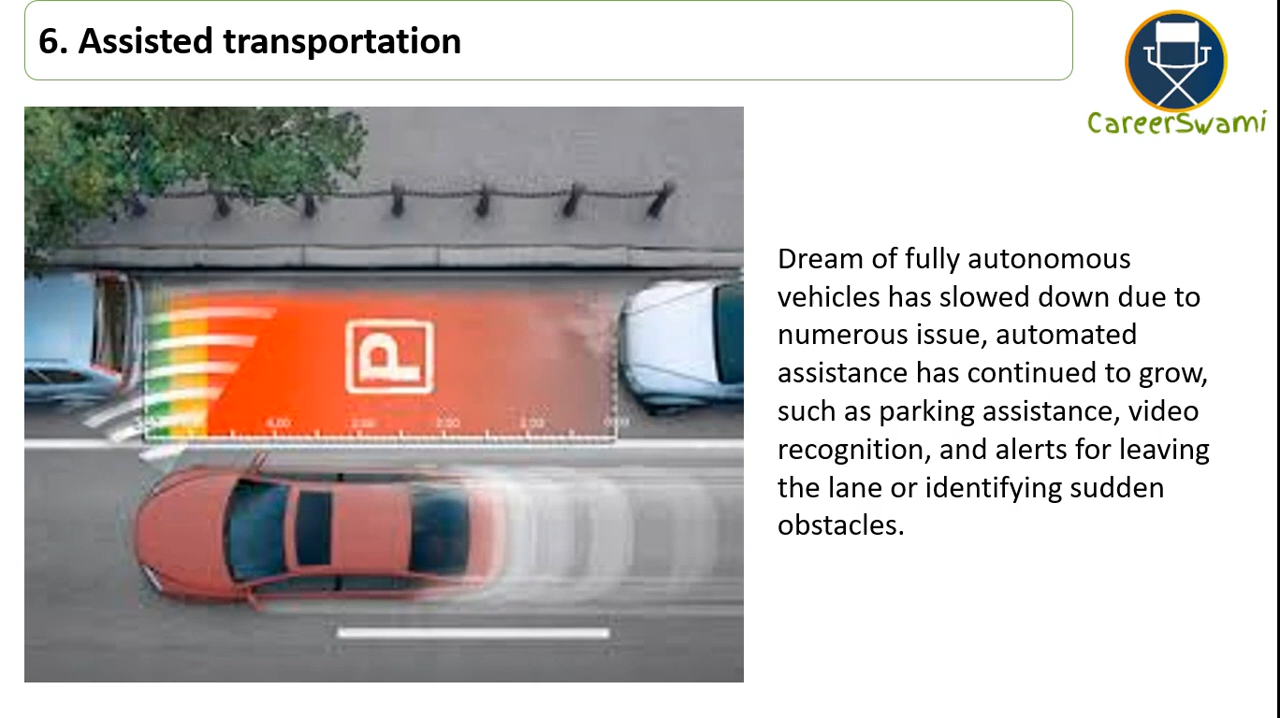 6. Assisted transportation
CareerSwami
Dream of fully autonomous
vehicles has slowed down due to
numerous issue, automated
assistance has continued to grow,
such as parking assistance, video
recognition, and alerts for leaving
the lane or identifying sudden
obstacles.
P